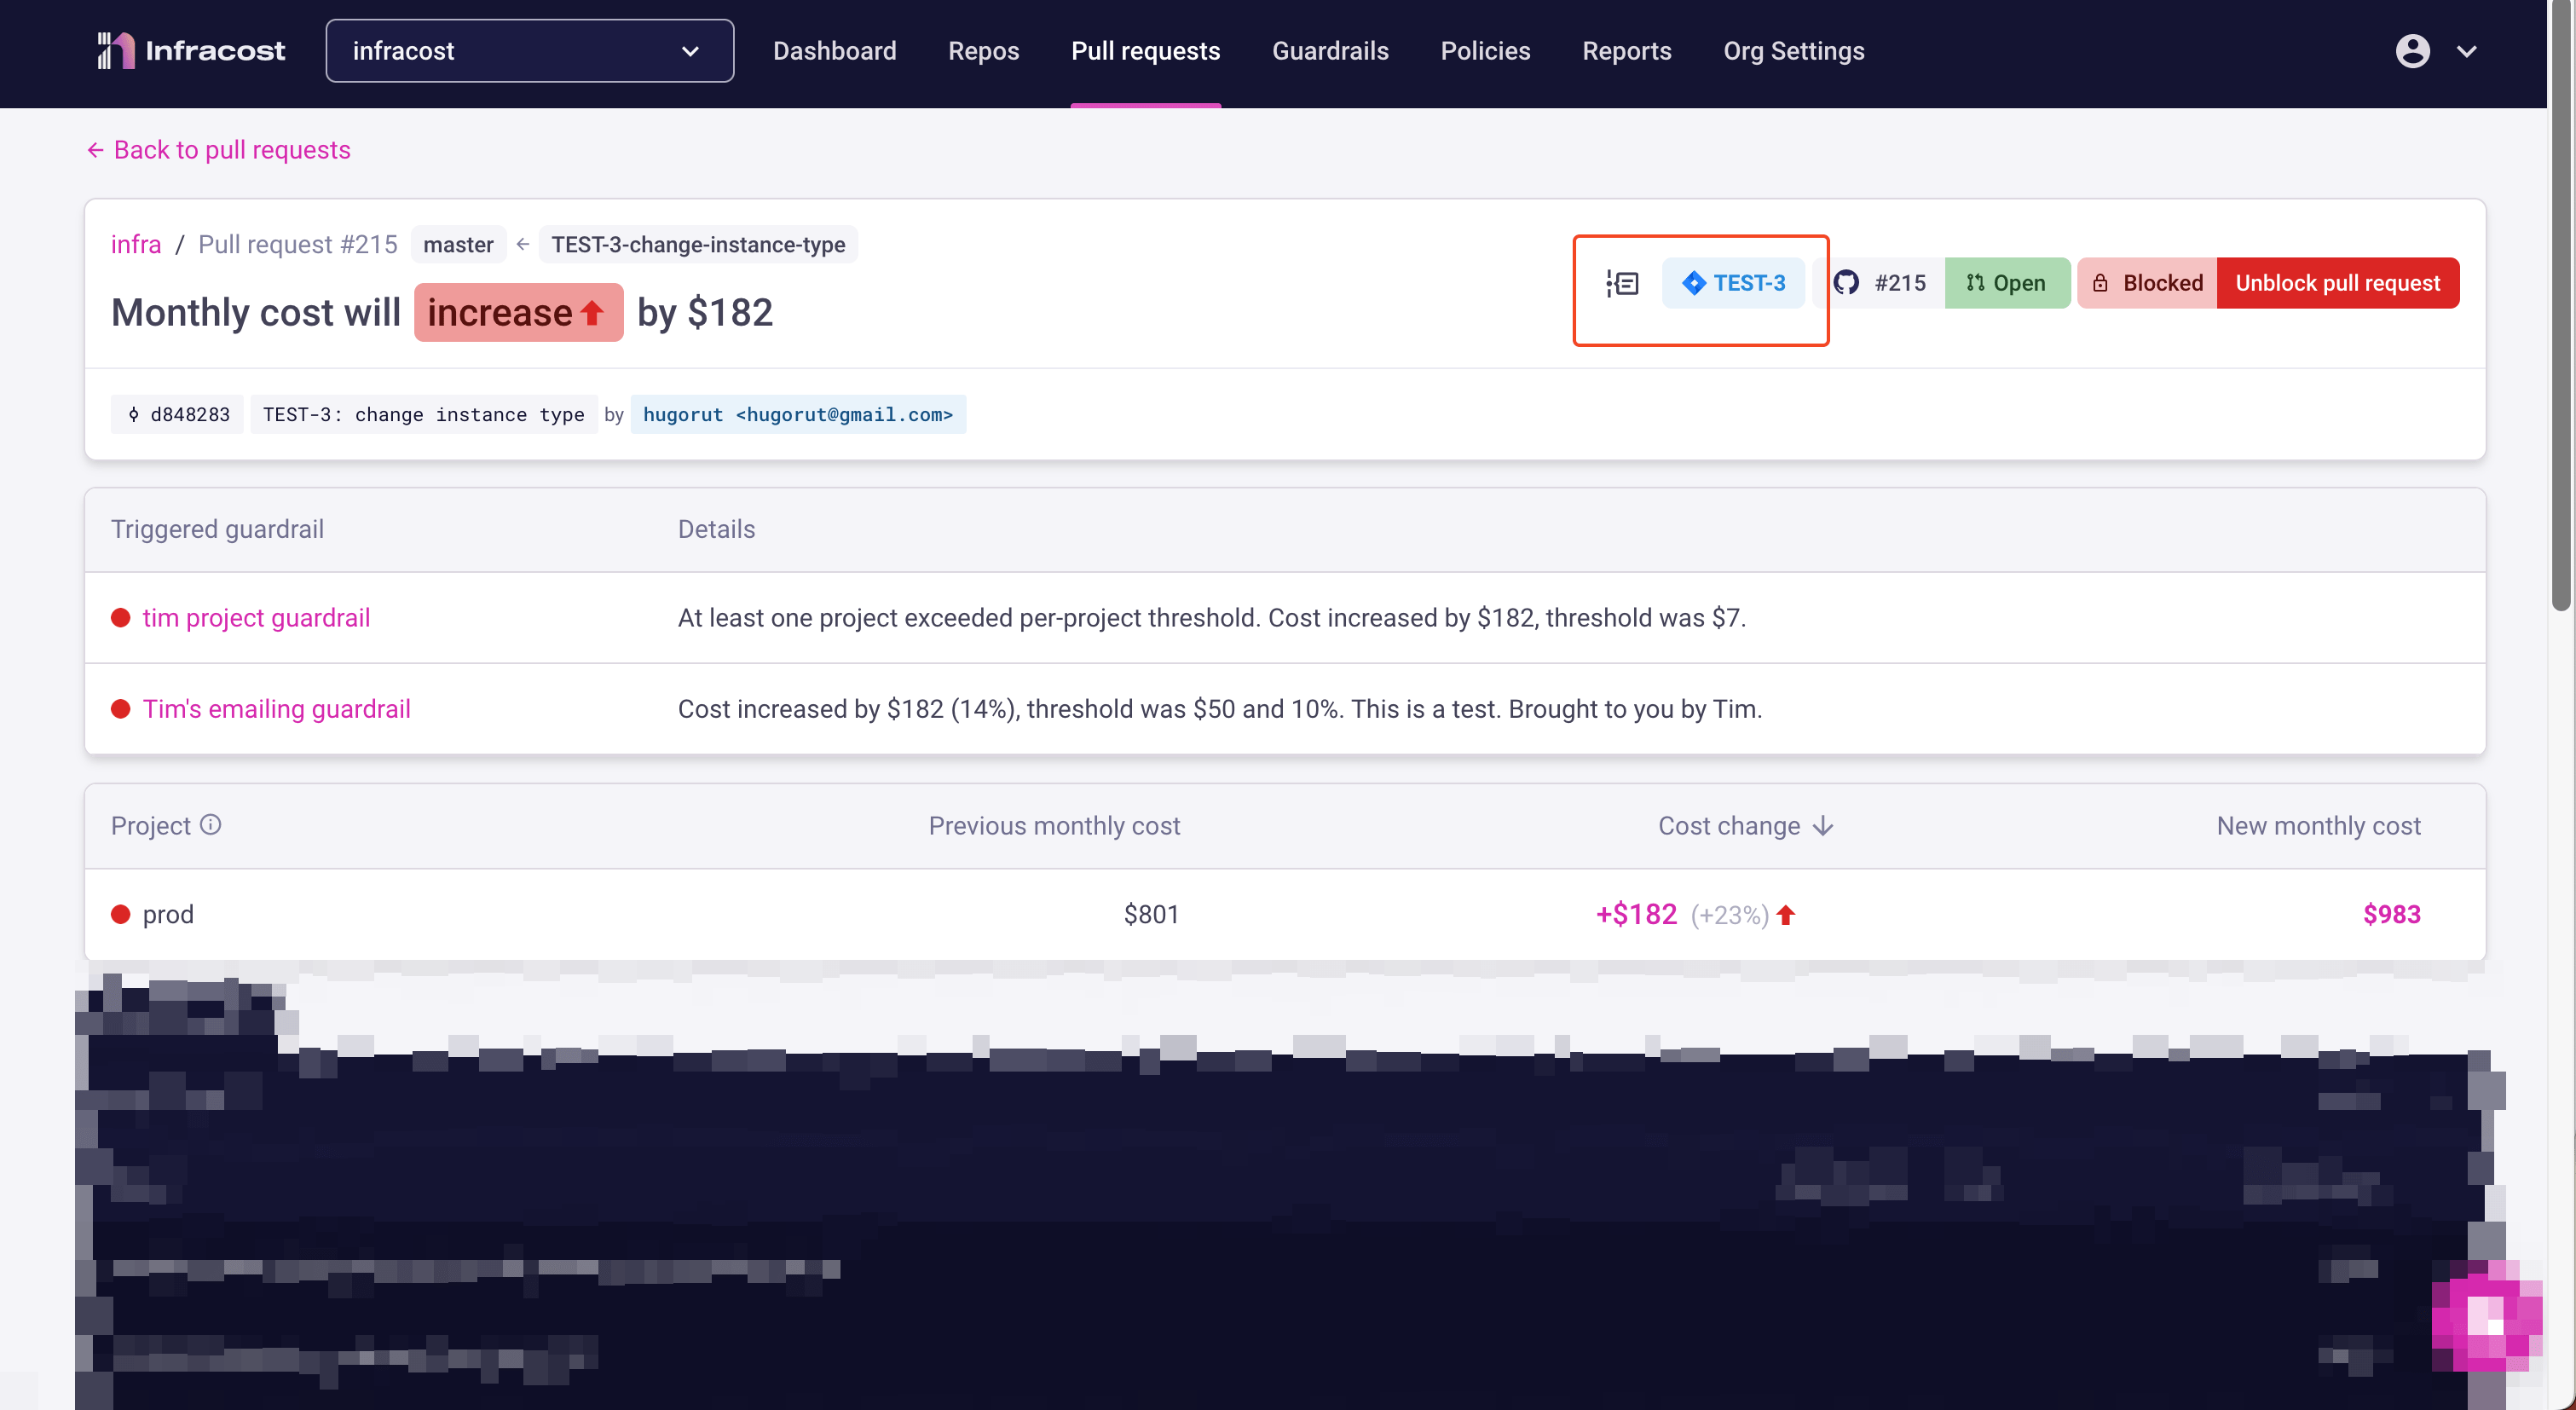 Infracost infracost Dashboard Repos Pull requests Guardrails Policies Reports Org Settings
← Back to pull requests
infra / Pull request #215 master ← TEST-3-change-instance-type
TEST-3 #215 Open Blocked Unblock pull request
Monthly cost will increase by $182
d848283 TEST-3: change instance type by hugorut <hugorut@gmail.com>
Triggered guardrail Details
tim project guardrail At least one project exceeded per-project threshold. Cost increased by $182, threshold was $7.
Tim's emailing guardrail Cost increased by $182 (14%), threshold was $50 and 10%. This is a test. Brought to you by Tim.
Project Previous monthly cost Cost change ↓ New monthly cost
prod $801 +$182 (+23%) $983